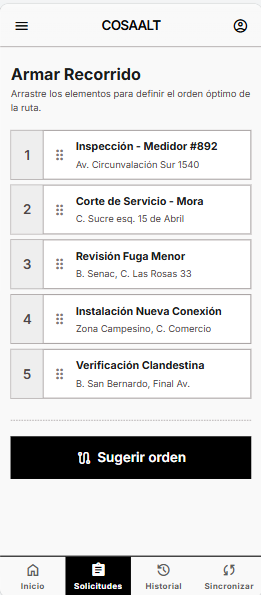 COSAALT
Armar Recorrido
Arrastre los elementos para definir el orden óptimo de
la ruta.
1
Inspección - Medidor #892
Av. Circunvalación Sur 1540
2
Corte de Servicio - Mora
C. Sucre esq. 15 de Abril
3
Revisión Fuga Menor
B. Senac, C. Las Rosas 33
4
Instalación Nueva Conexión
Zona Campesino, C. Comercio
5
Verificación Clandestina
B. San Bernardo, Final Av.
Sugerir orden
Inicio
Solicitudes
Historial
Sincronizar